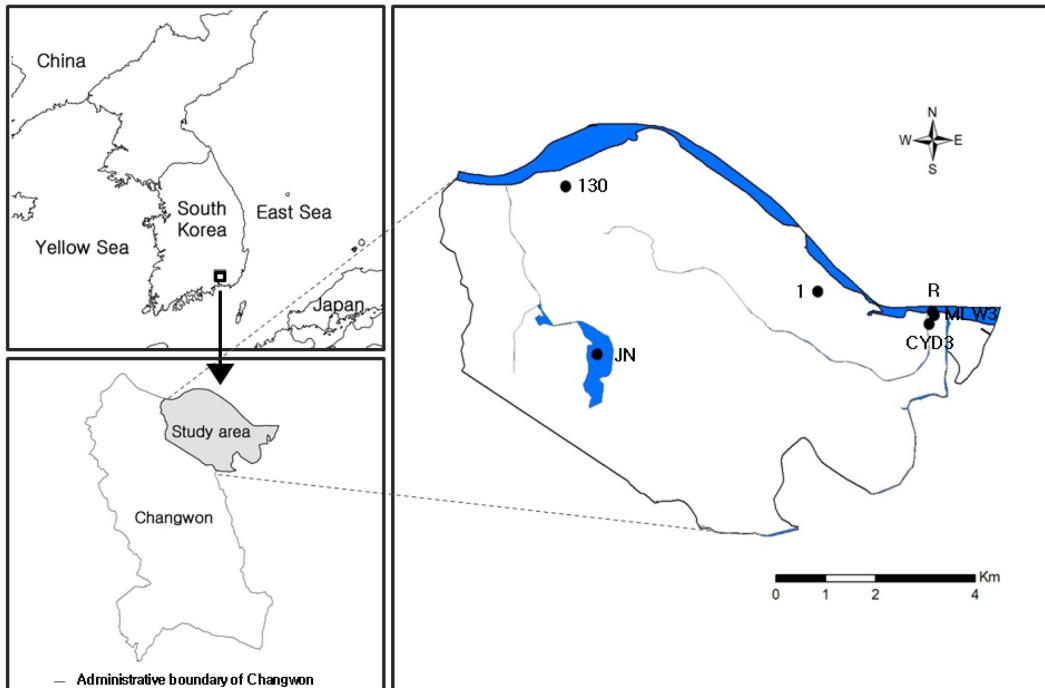 China
South
Korea
East Sea
Yellow Sea
Japan
Study area
Changwon
— Administrative boundary of Changwon
N
W E
S
130
1
R
MLW3
CYD3
JN
Km
0 1 2 4